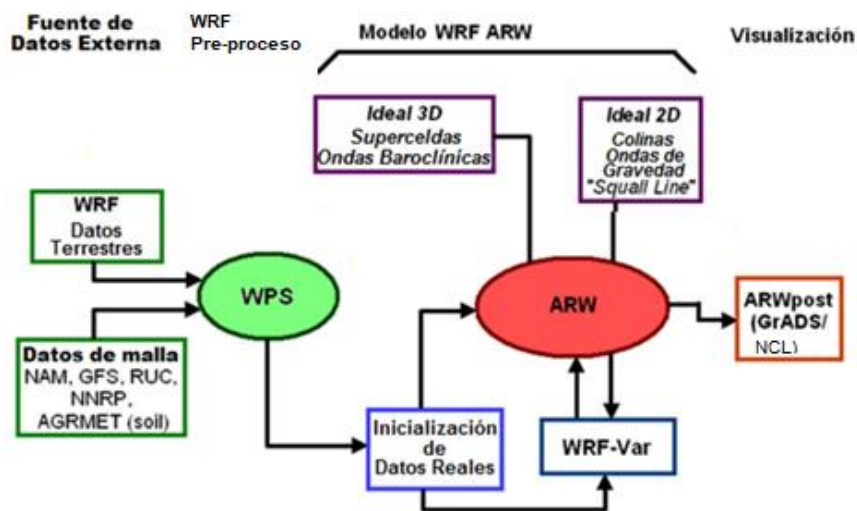 Fuente de
Datos Externa
WRF
Pre-proceso
Modelo WRF ARW
Visualización
Ideal 3D
Superceldas
Ondas Baroclínicas
Ideal 2D
Colinas
Ondas de
Gravedad
"Squall Line"
WRF
Datos
Terrestres
WPS
ARW
ARWpost
(GrADS/
NCL)
Datos de malla
NAM, GFS, RUC,
NNRP,
AGRMET (soil)
Inicialización
de
Datos Reales
WRF-Var